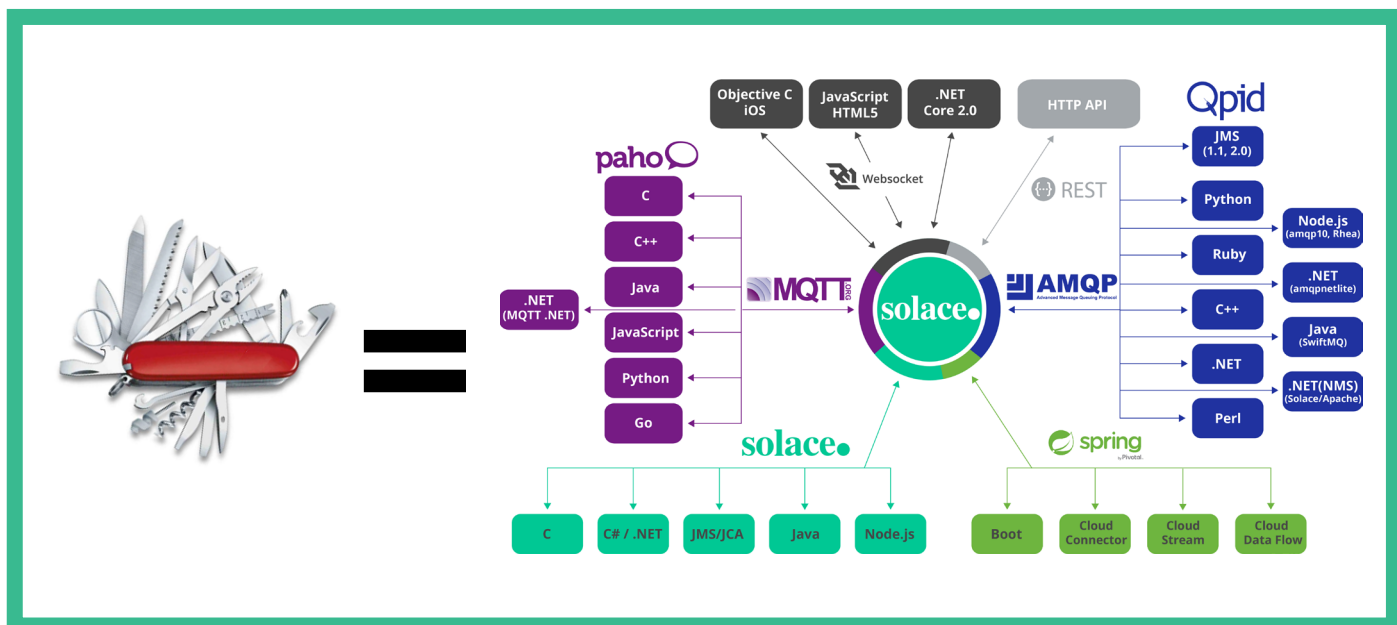 Objective C
iOS
JavaScript
HTML5
.NET
Core 2.0
HTTP API
Qpid
paho
Websocket
REST
JMS
(1.1, 2.0)
Python
Node.js
(amqp10, Rhea)
Ruby
.NET
(amqpnetlite)
C++
Java
(SwiftMQ)
.NET
.NET(NMS)
(Solace/Apache)
Perl
C
C++
Java
.NET
(MQTT .NET)
JavaScript
Python
Go
MQTT.ORG
solace.
AMQP
Advanced Message Queuing Protocol
solace.
C
C# / .NET
JMS/JCA
Java
Node.js
spring
by Pivotal.
Boot
Cloud
Connector
Cloud
Stream
Cloud
Data Flow